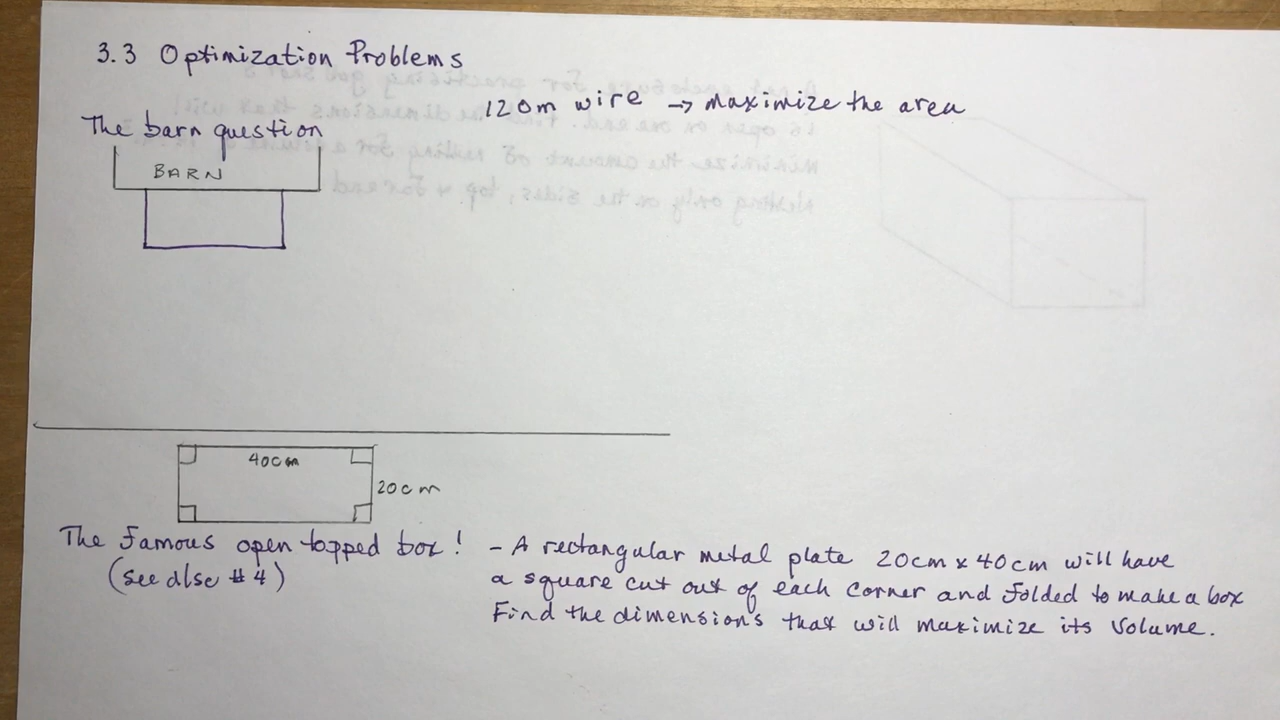 3.3 Optimization Problems
120m wire → maximize the area
The barn question
BARN
40cm
20cm
The famous open topped box!
(see disc #4)
- A rectangular metal plate 20cm x 40cm will have
a square cut out of each corner and folded to make a box
Find the dimensions that will maximize its volume.